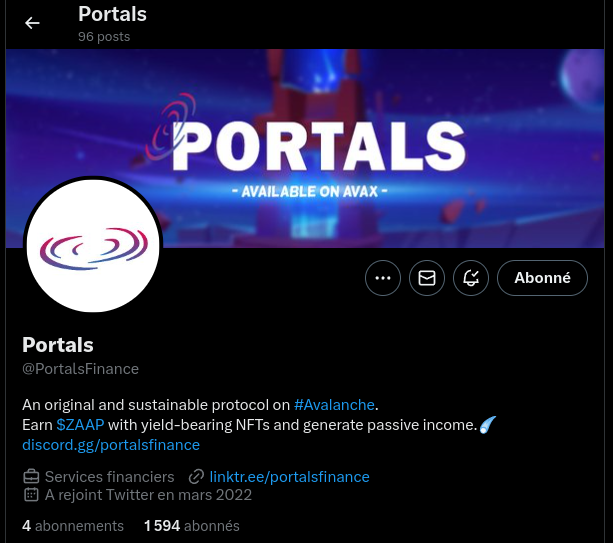 Portals
96 posts
PORTALS
- AVAILABLE ON AVAX -
Abonné
Portals
@PortalsFinance
An original and sustainable protocol on #Avalanche.
Earn $ZAAP with yield-bearing NFTs and generate passive income.
discord.gg/portalsfinance
Services financiers linktr.ee/portalsfinance
A rejoint Twitter en mars 2022
4 abonnements 1 594 abonnés